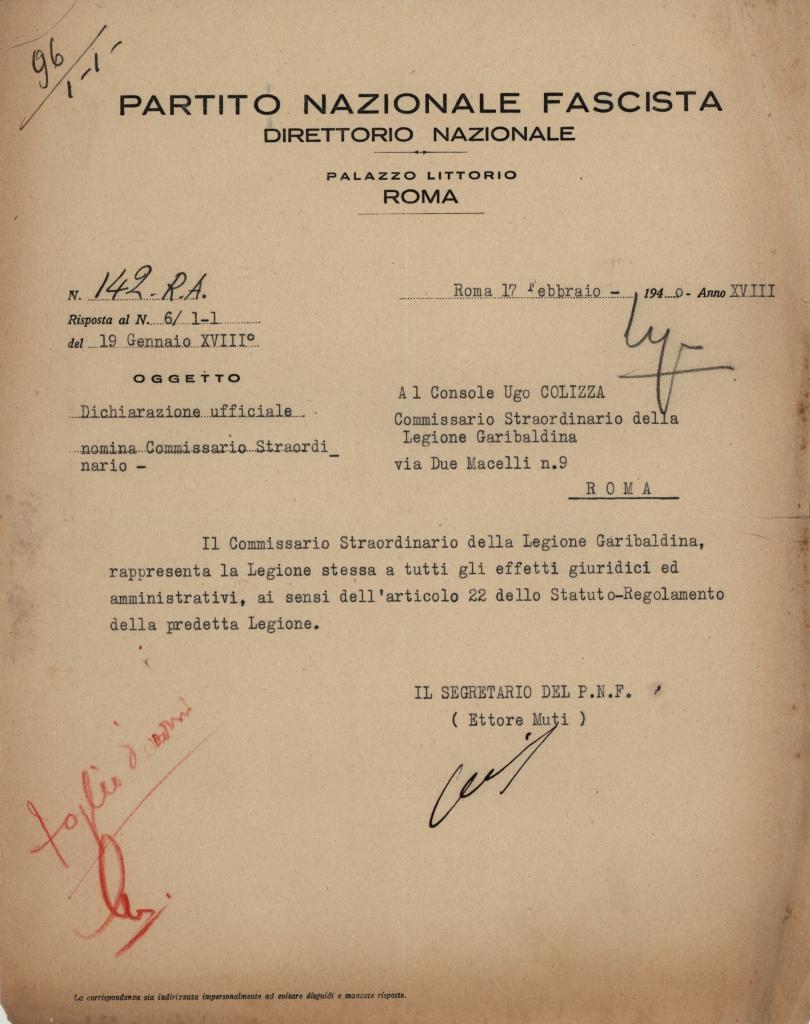 96/1-1-
PARTITO NAZIONALE FASCISTA
DIRETTORIO NAZIONALE
PALAZZO LITTORIO
ROMA
N. 142-R.A.
Roma 17 Febbraio - 1940- Anno XVIII
Risposta al N. 6/ 1-1
del 19 Gennaio XVIII°
OGGETTO
Dichiarazione ufficiale
nomina Commissario Straordi_
nario -
Al Console Ugo COLIZZA
Commissario Straordinario della
Legione Garibaldina
via Due Macelli n.9
ROMA
Il Commissario Straordinario della Legione Garibaldina,
rappresenta la Legione stessa a tutti gli effetti giuridici ed
amministrativi, ai sensi dell'articolo 22 dello Statuto-Regolamento
della predetta Legione.
IL SEGRETARIO DEL P.N.F.
( Ettore Muti )
foglio d'
La corrispondenza sia indirizzata impersonalmente ad evitare disguidi e mancate risposte.